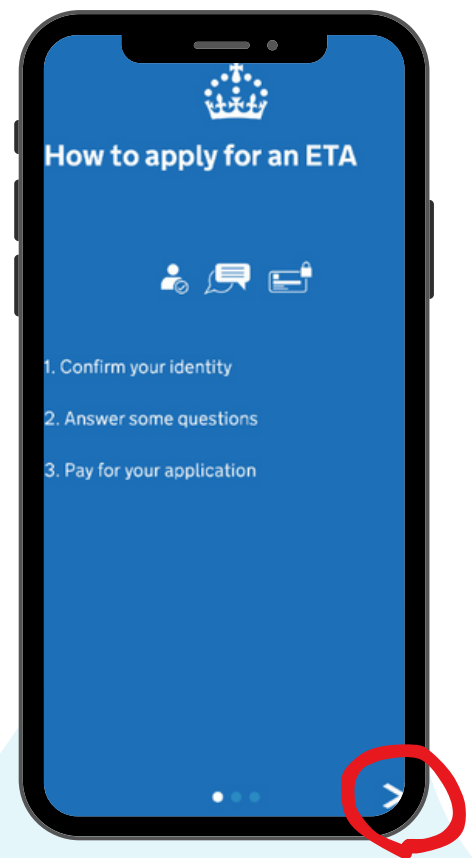 How to apply for an ETA
1. Confirm your identity
2. Answer some questions
3. Pay for your application